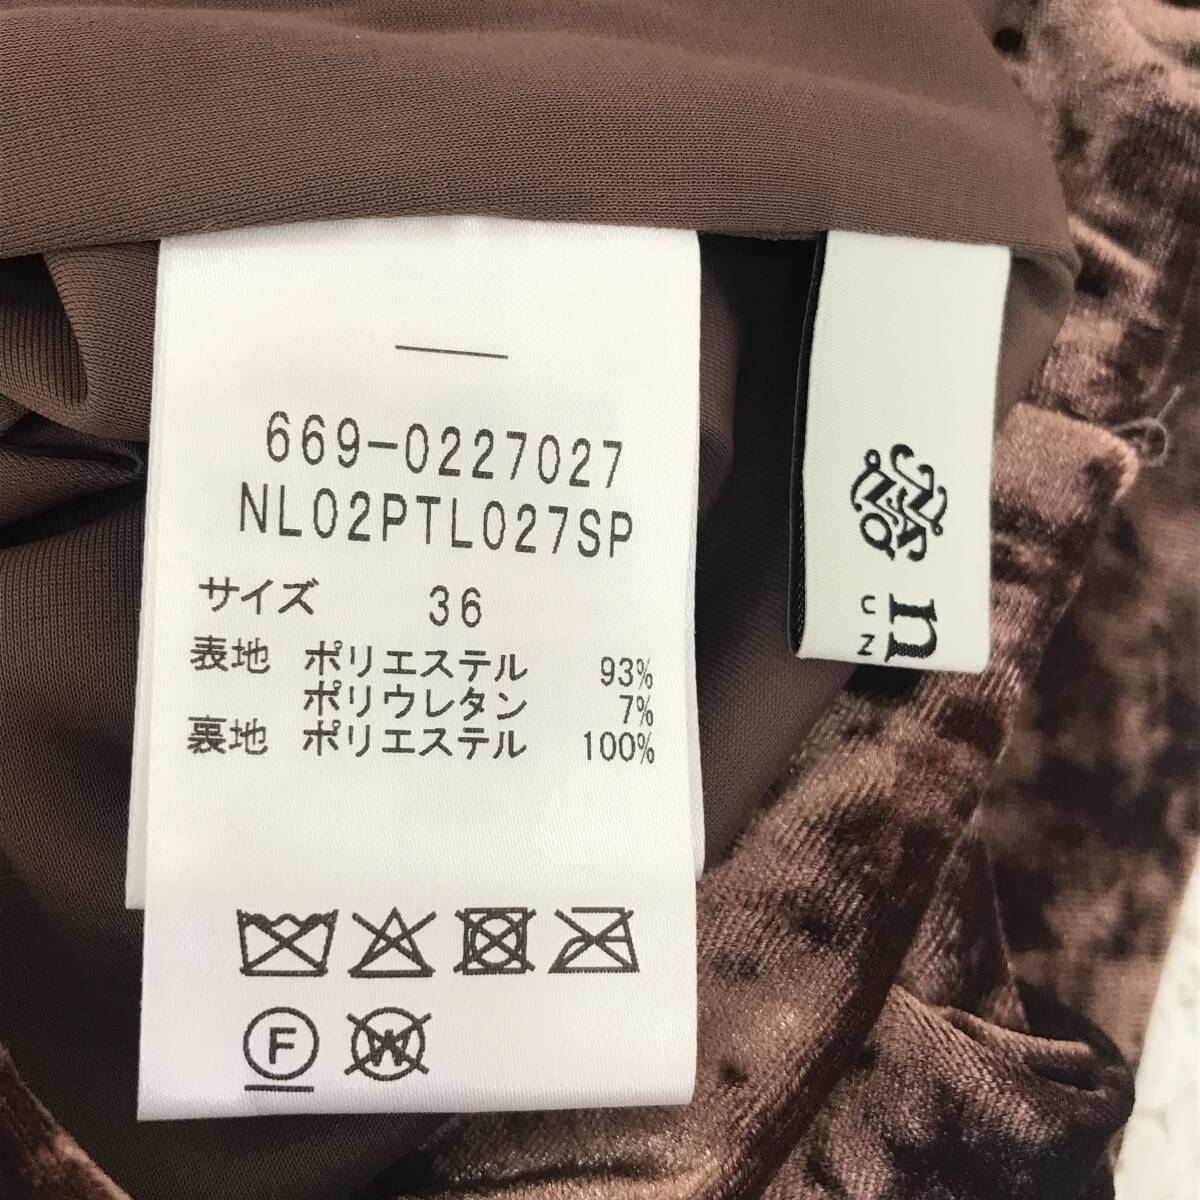 669-0227027
NL02PTL027SP
サイズ 36
表地 ポリエステル 93%
ポリウレタン 7%
裏地 ポリエステル 100%
F
W
n
C
N